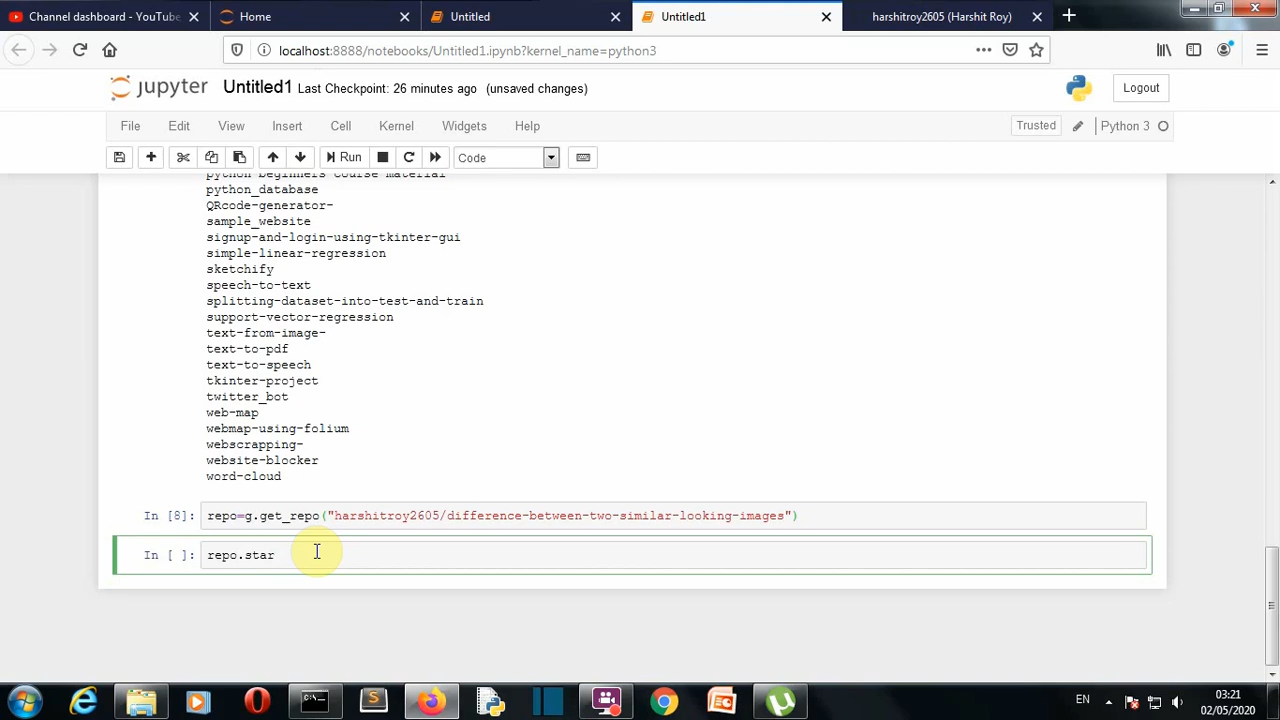 Channel dashboard - YouTube
Home
Untitled
Untitled1
harshitroy2605 (Harshit Roy)
localhost:8888/notebooks/Untitled1.ipynb?kernel_name=python3
jupyter Untitled1 Last Checkpoint: 26 minutes ago (unsaved changes)
Logout
File Edit View Insert Cell Kernel Widgets Help
Trusted
Python 3
Run
Code
python beginners course material
python_database
QRcode-generator-
sample_website
signup-and-login-using-tkinter-gui
simple-linear-regression
sketchify
speech-to-text
splitting-dataset-into-test-and-train
support-vector-regression
text-from-image-
text-to-pdf
text-to-speech
tkinter-project
twitter_bot
web-map
webmap-using-folium
webscrapping-
website-blocker
word-cloud
In [8]: repo=g.get_repo("harshitroy2605/difference-between-two-similar-looking-images")
In [ ]: repo.star
EN
03:21
02/05/2020